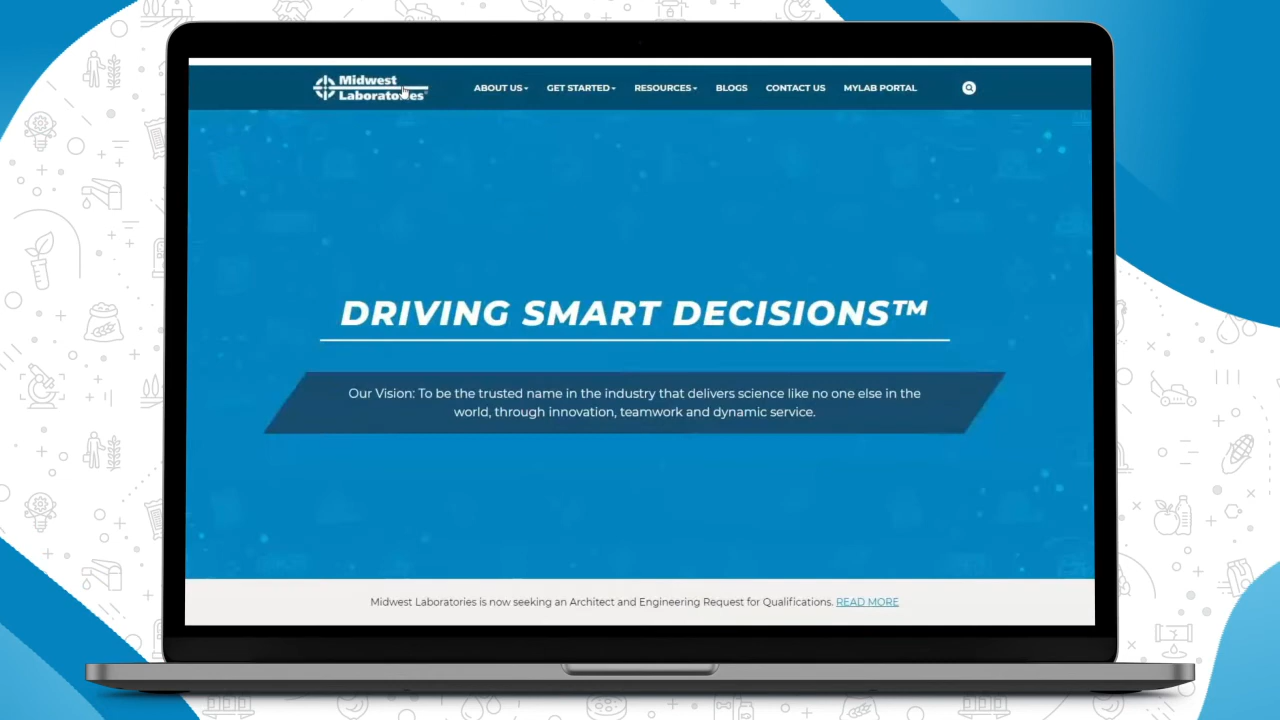 Midwest
Laboratories
ABOUT US
GET STARTED
RESOURCES
BLOGS
CONTACT US
MYLAB PORTAL
DRIVING SMART DECISIONS™
Our Vision: To be the trusted name in the industry that delivers science like no one else in the
world, through innovation, teamwork and dynamic service.
Midwest Laboratories is now seeking an Architect and Engineering Request for Qualifications. READ MORE